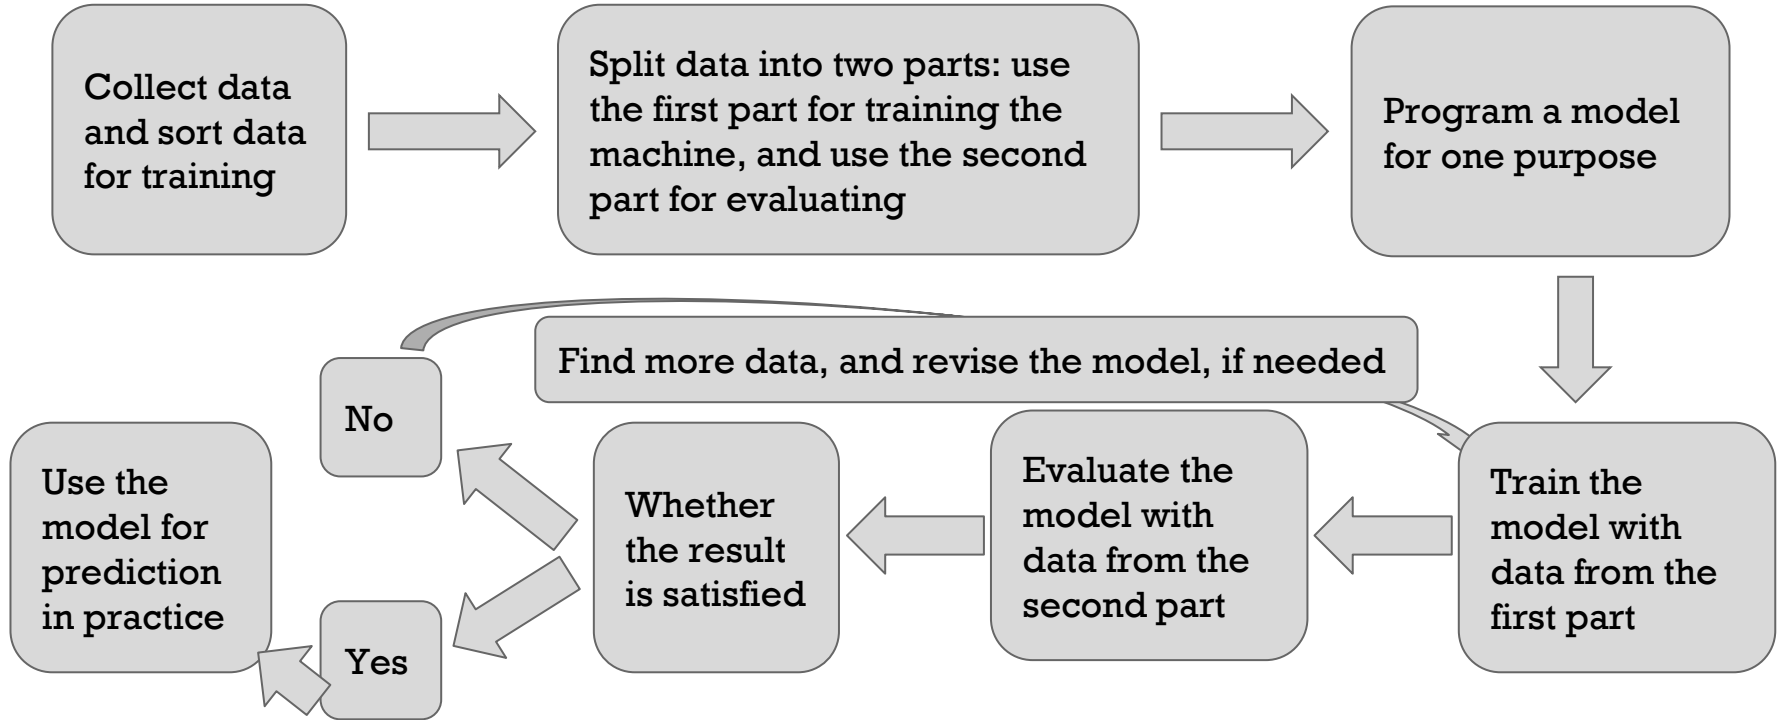 Collect data
and sort data
for training
Split data into two parts: use
the first part for training the
machine, and use the second
part for evaluating
Program a model
for one purpose
Train the
model with
data from the
first part
Evaluate the
model with
data from the
second part
Whether
the result
is satisfied
No
Find more data, and revise the model, if needed
Yes
Use the
model for
prediction
in practice